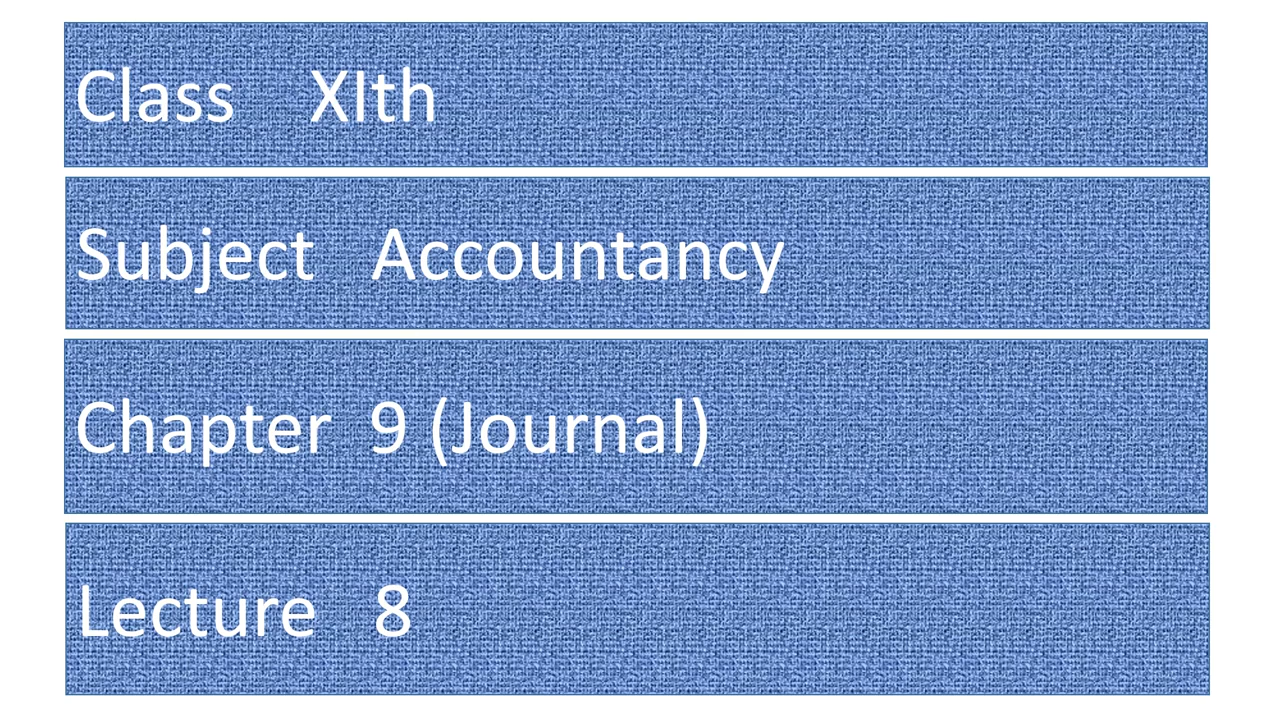 Class XIth
Subject Accountancy
Chapter 9 (Journal)
Lecture 8